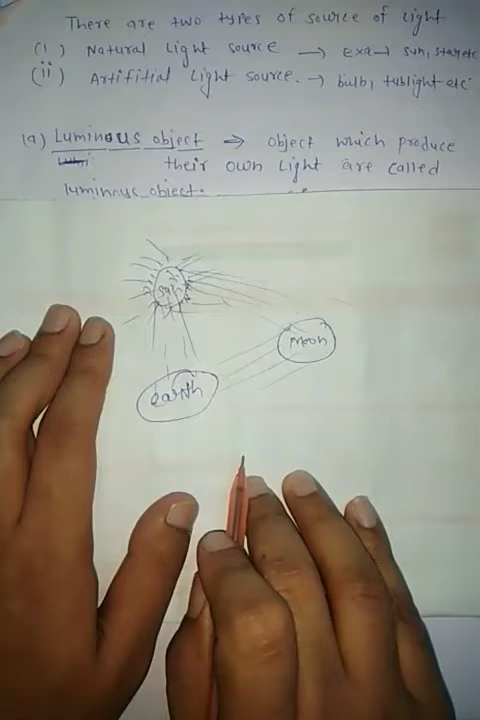 There are two types of source of light
(i) Natural light source → exa→ sun, star etc
(ii) Artifitial light source. → bulb, tublight etc
(a) Luminous object ⇒ object which produce
their own light are called
luminous object.
sun
Moon
earth